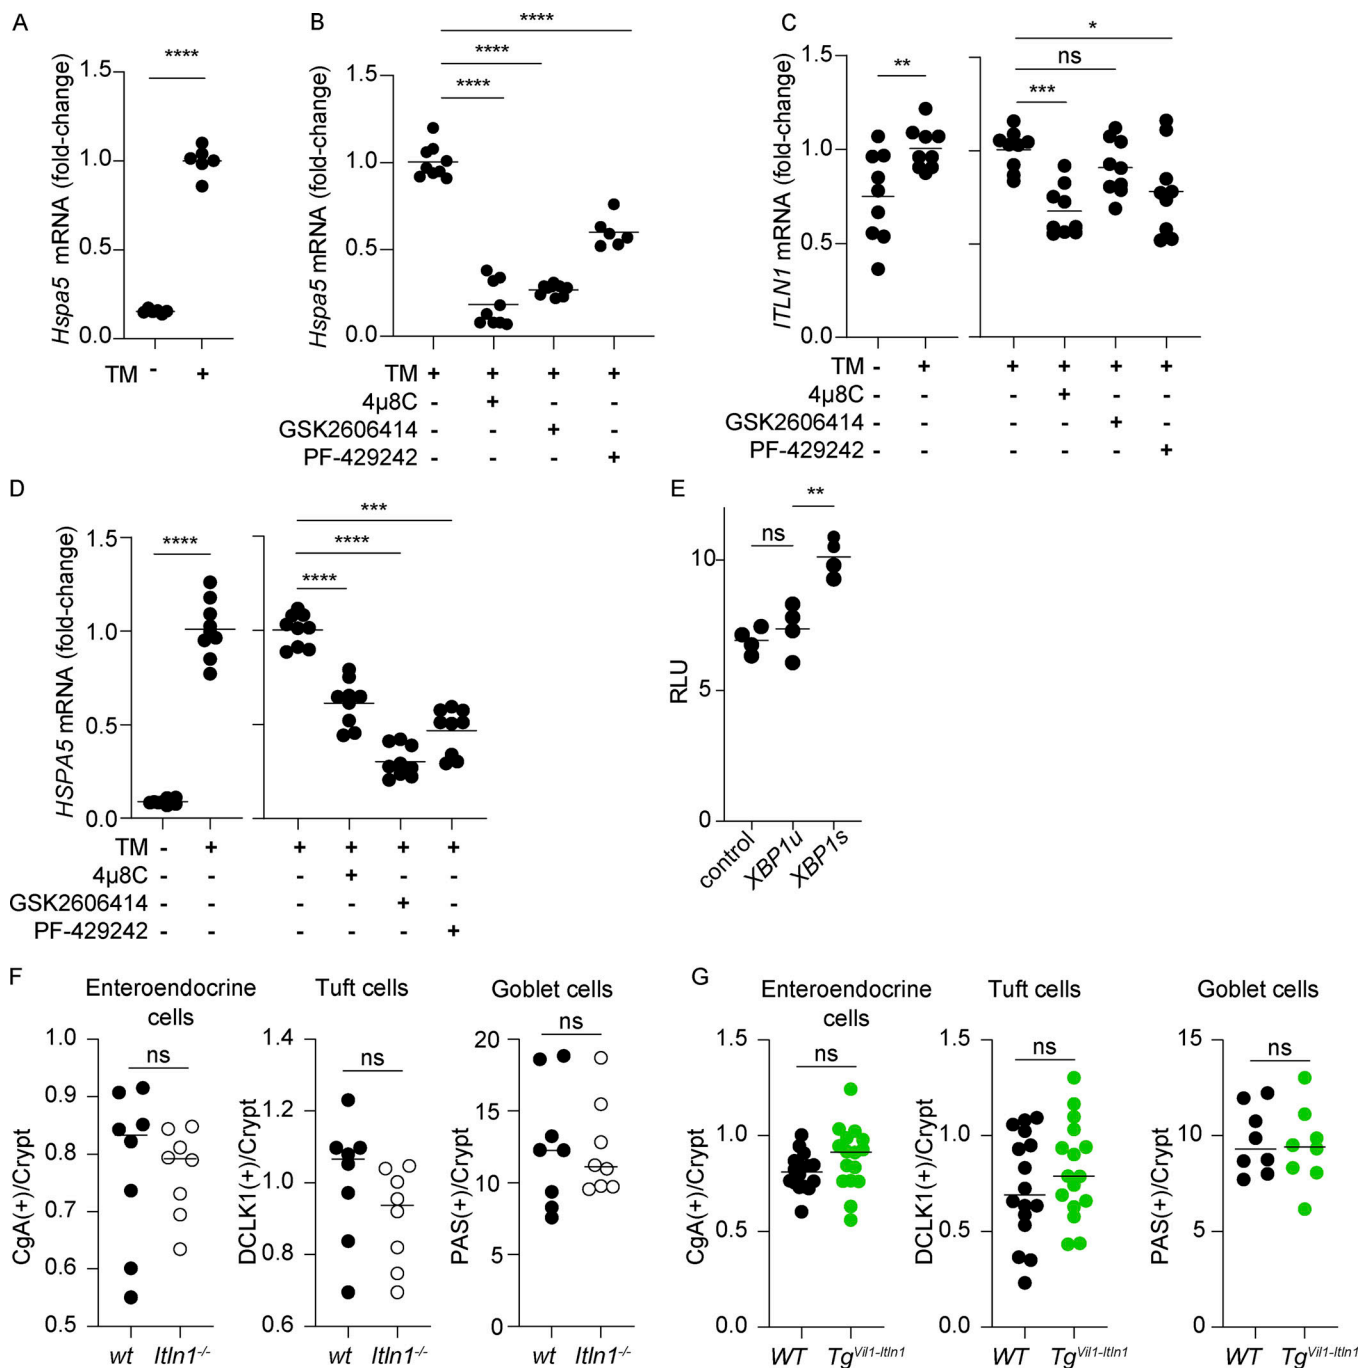 A
****
Hspa5 mRNA (fold-change)
1.5
1.0
0.5
0.0
TM - +
B
****
****
****
Hspa5 mRNA (fold-change)
1.5
1.0
0.5
0.0
TM + + + +
4µ8C - + - -
GSK2606414 - - + -
PF-429242 - - - +
C
**
*
ns
***
ITLN1 mRNA (fold-change)
1.5
1.0
0.5
0.0
TM - + + + + +
4µ8C - - - + - -
GSK2606414 - - - - + -
PF-429242 - - - - - +
D
****
***
****
****
HSPA5 mRNA (fold-change)
1.5
1.0
0.5
0.0
TM - + + + + +
4µ8C - - - + - -
GSK2606414 - - - - + -
PF-429242 - - - - - +
E
**
ns
RLU
10
5
0
control XBP1u XBP1s
F
Enteroendocrine
cells
ns
CgA(+)/Crypt
1.0
0.9
0.8
0.7
0.6
0.5
wt Itln1-/-
Tuft cells
ns
DCLK1(+)/Crypt
1.4
1.2
1.0
0.8
0.6
wt Itln1-/-
Goblet cells
ns
PAS(+)/Crypt
20
15
10
5
0
wt Itln1-/-
G
Enteroendocrine
cells
ns
CgA(+)/Crypt
1.5
1.0
0.5
0.0
WT TgVil1-Itln1
Tuft cells
ns
DCLK1(+)/Crypt
1.5
1.0
0.5
0.0
WT TgVil1-Itln1
Goblet cells
ns
PAS(+)/Crypt
15
10
5
0
WT TgVil1-Itln1